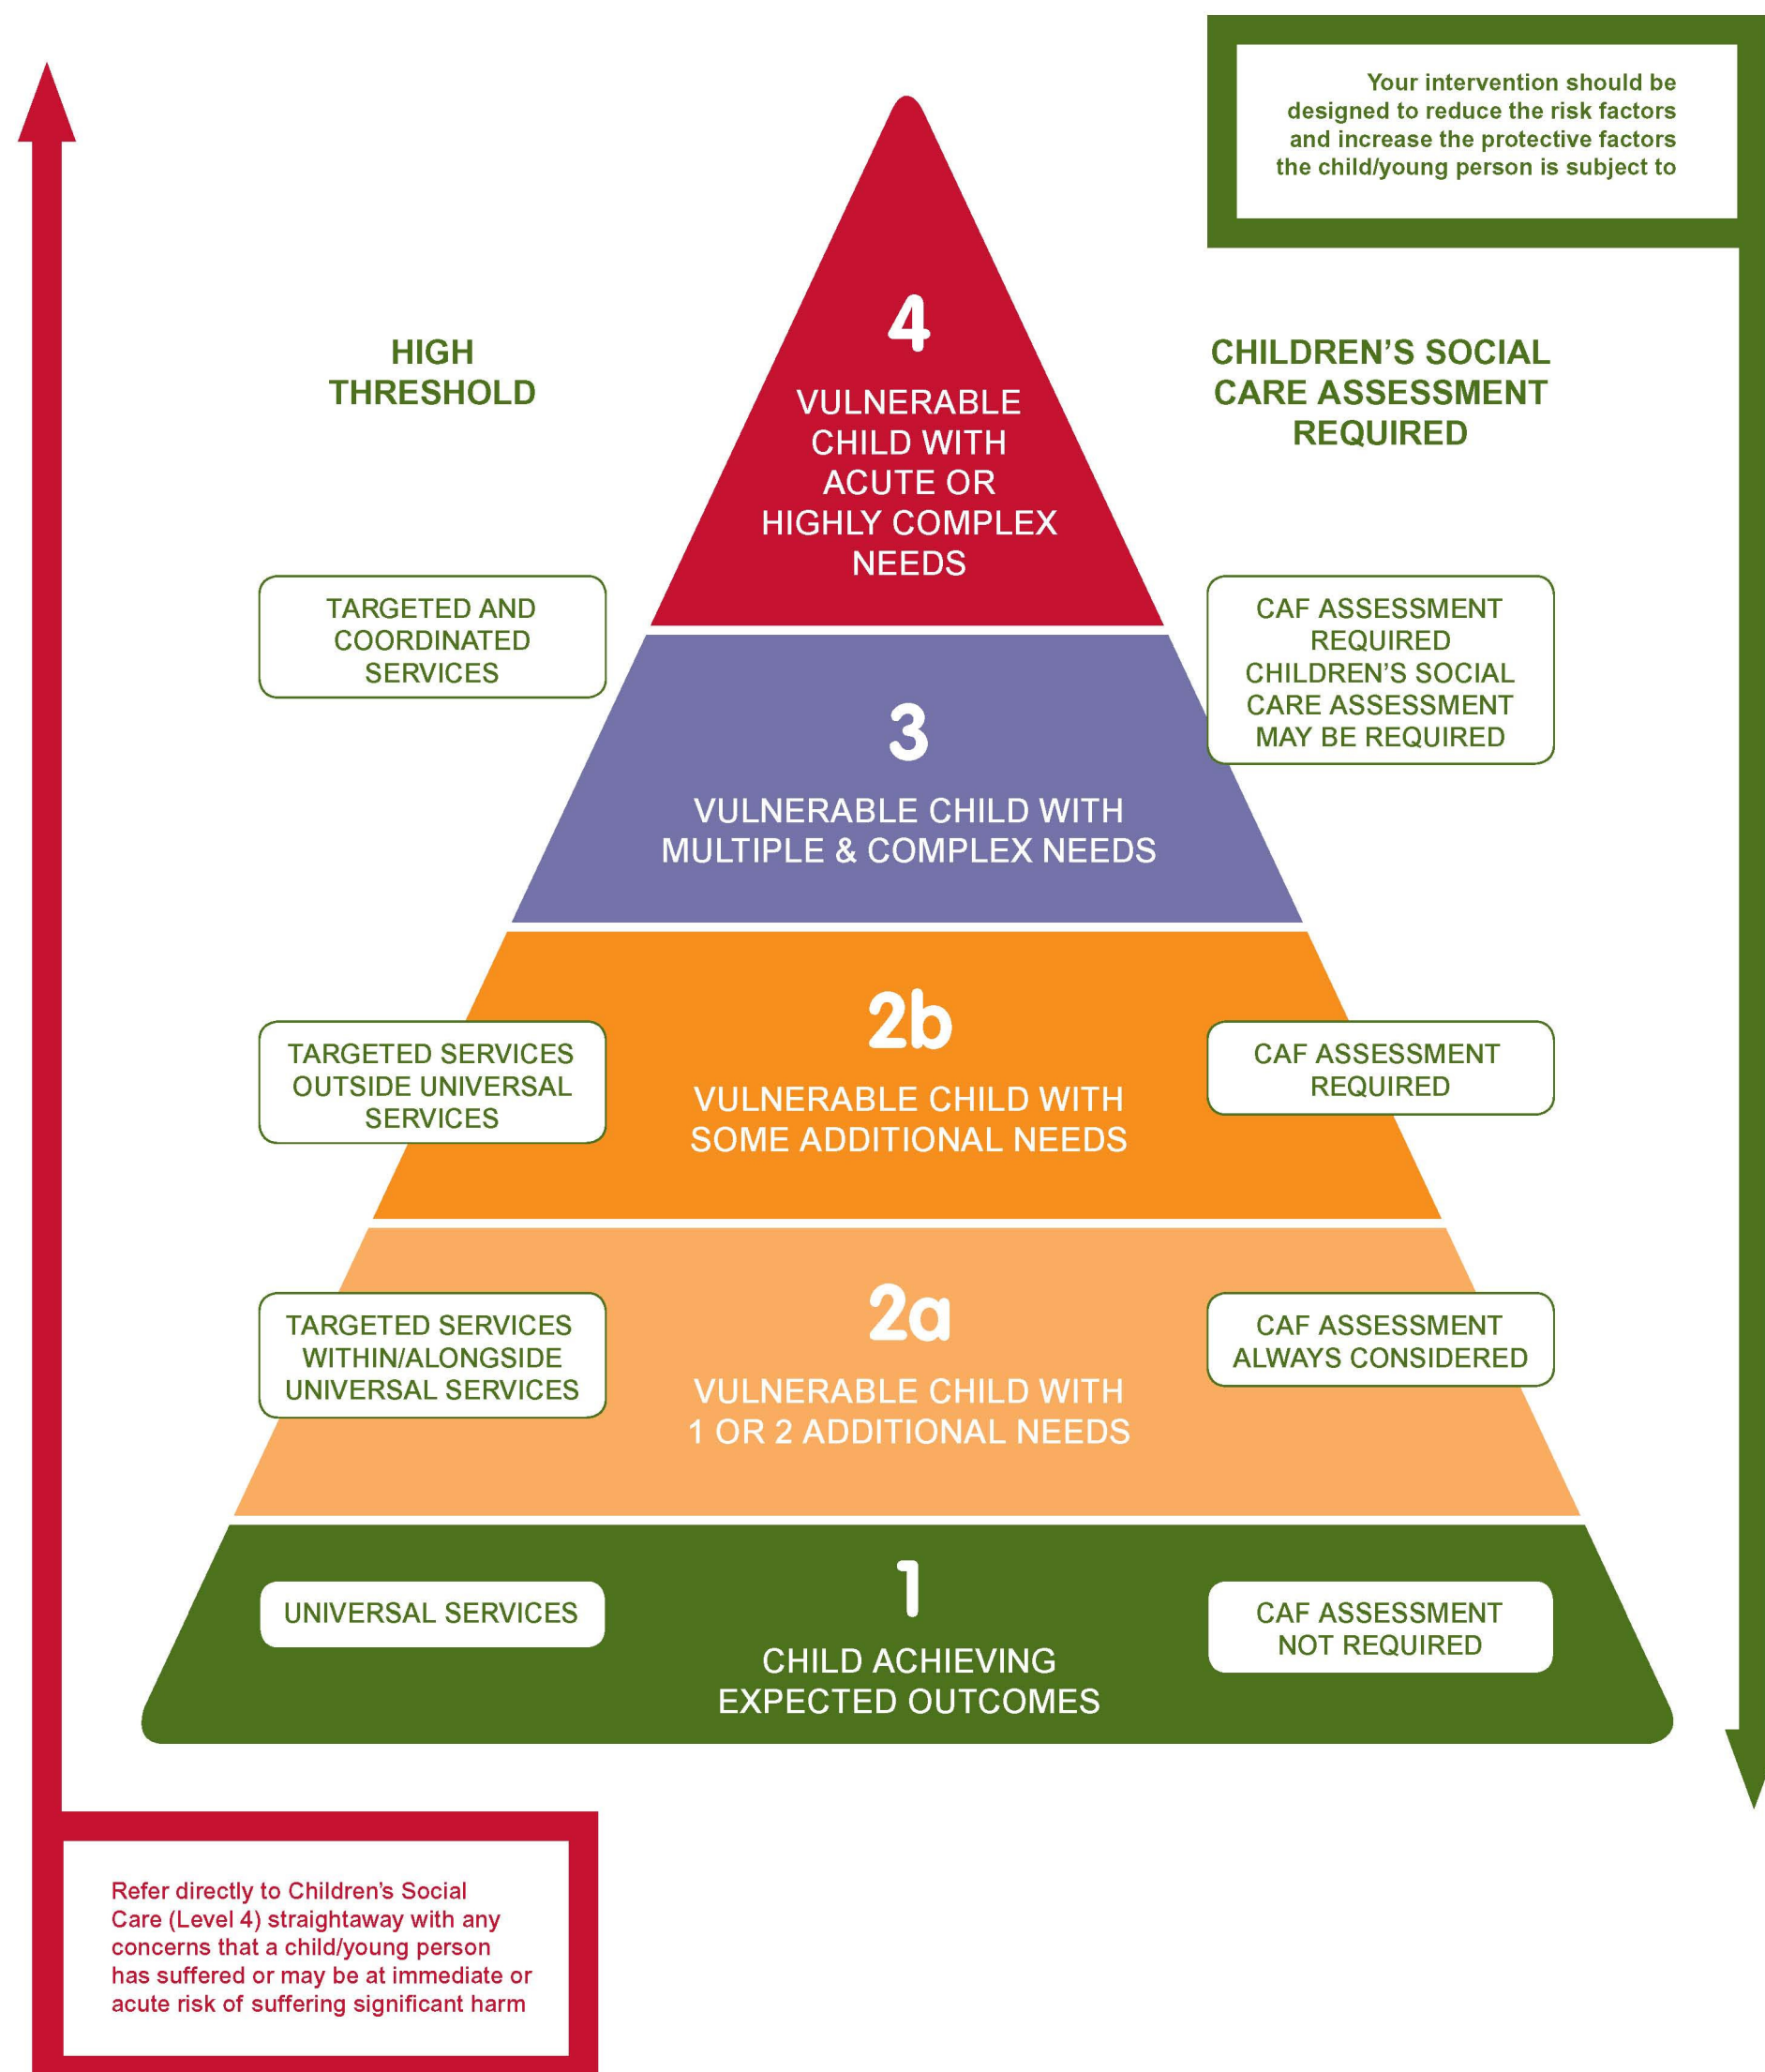 Your intervention should be
designed to reduce the risk factors
and increase the protective factors
the child/young person is subject to
HIGH
THRESHOLD
4
VULNERABLE
CHILD WITH
ACUTE OR
HIGHLY COMPLEX
NEEDS
CHILDREN'S SOCIAL
CARE ASSESSMENT
REQUIRED
TARGETED AND
COORDINATED
SERVICES
3
VULNERABLE CHILD WITH
MULTIPLE & COMPLEX NEEDS
CAF ASSESSMENT
REQUIRED
CHILDREN'S SOCIAL
CARE ASSESSMENT
MAY BE REQUIRED
TARGETED SERVICES
OUTSIDE UNIVERSAL
SERVICES
2b
VULNERABLE CHILD WITH
SOME ADDITIONAL NEEDS
CAF ASSESSMENT
REQUIRED
TARGETED SERVICES
WITHIN/ALONGSIDE
UNIVERSAL SERVICES
2a
VULNERABLE CHILD WITH
1 OR 2 ADDITIONAL NEEDS
CAF ASSESSMENT
ALWAYS CONSIDERED
UNIVERSAL SERVICES
1
CHILD ACHIEVING
EXPECTED OUTCOMES
CAF ASSESSMENT
NOT REQUIRED
Refer directly to Children's Social
Care (Level 4) straightaway with any
concerns that a child/young person
has suffered or may be at immediate or
acute risk of suffering significant harm